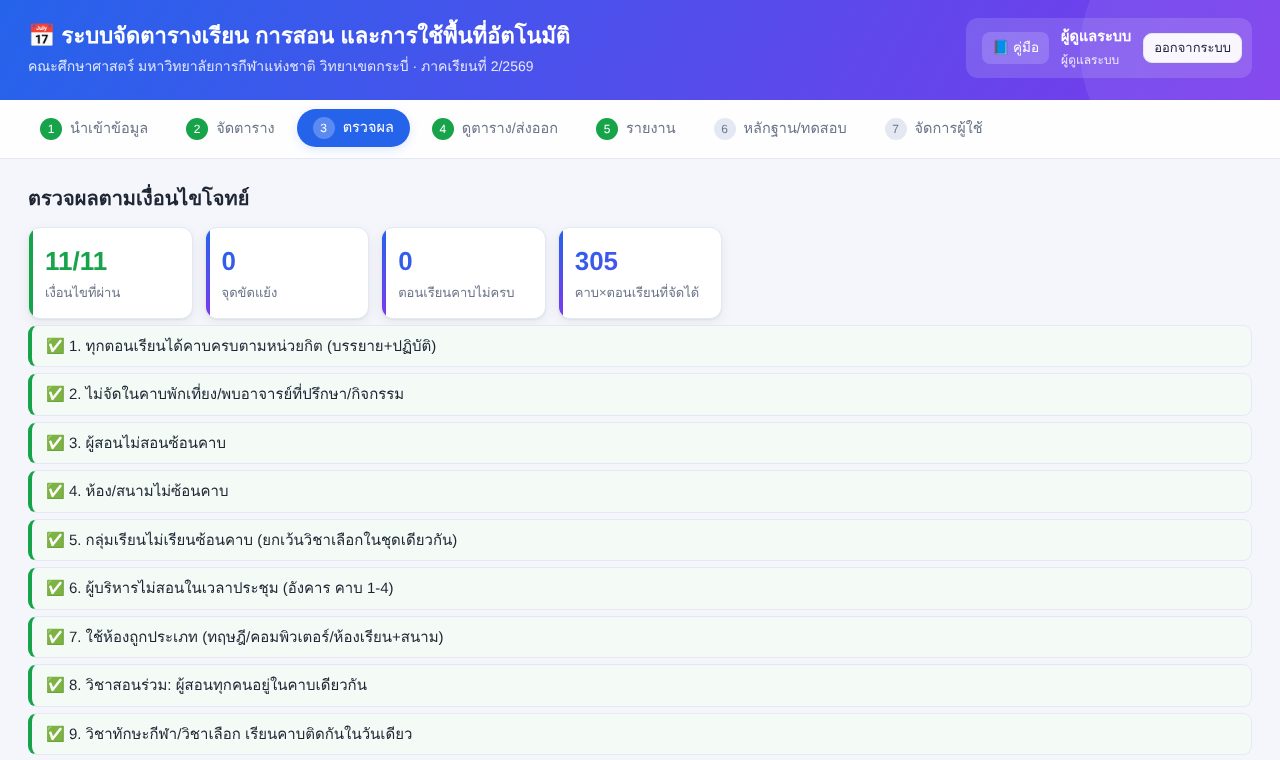 📅 ระบบจัดตารางเรียน การสอน และการใช้พื้นที่อัตโนมัติ
คณะศึกษาศาสตร์ มหาวิทยาลัยการกีฬาแห่งชาติ วิทยาเขตกระบี่ · ภาคเรียนที่ 2/2569
📘 คู่มือ
ผู้ดูแลระบบ
ผู้ดูแลระบบ
ออกจากระบบ
1 นำเข้าข้อมูล
2 จัดตาราง
3 ตรวจผล
4 ดูตาราง/ส่งออก
5 รายงาน
6 หลักฐาน/ทดสอบ
7 จัดการผู้ใช้
ตรวจผลตามเงื่อนไขโจทย์
11/11
เงื่อนไขที่ผ่าน
0
จุดขัดแย้ง
0
ตอนเรียนคาบไม่ครบ
305
คาบ×ตอนเรียนที่จัดได้
✅ 1. ทุกตอนเรียนได้คาบครบตามหน่วยกิต (บรรยาย+ปฏิบัติ)
✅ 2. ไม่จัดในคาบพักเที่ยง/พบอาจารย์ที่ปรึกษา/กิจกรรม
✅ 3. ผู้สอนไม่สอนซ้อนคาบ
✅ 4. ห้อง/สนามไม่ซ้อนคาบ
✅ 5. กลุ่มเรียนไม่เรียนซ้อนคาบ (ยกเว้นวิชาเลือกในชุดเดียวกัน)
✅ 6. ผู้บริหารไม่สอนในเวลาประชุม (อังคาร คาบ 1-4)
✅ 7. ใช้ห้องถูกประเภท (ทฤษฎี/คอมพิวเตอร์/ห้องเรียน+สนาม)
✅ 8. วิชาสอนร่วม: ผู้สอนทุกคนอยู่ในคาบเดียวกัน
✅ 9. วิชาทักษะกีฬา/วิชาเลือก เรียนคาบติดกันในวันเดียว